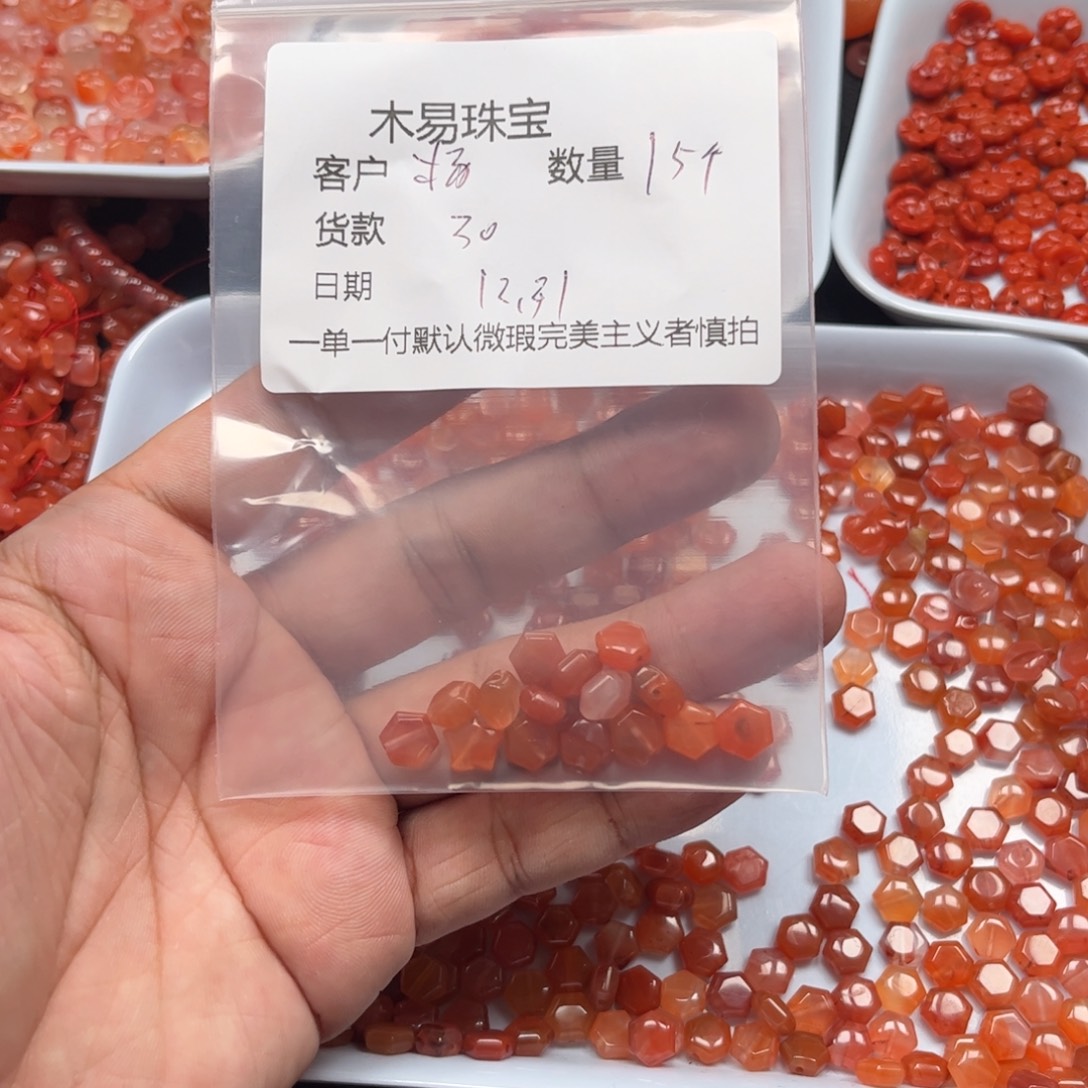 木易珠宝
客户 数量 154
货款 30
日期 12.31
一单一付默认微瑕完美主义者慎拍